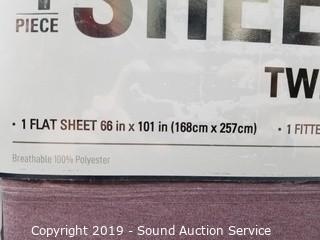 PIECE
TW
• 1 FLAT SHEET 66 in x 101 in (168cm x 257cm)
• 1 FITTE
Breathable 100% Polyester
Copyright 2019 - Sound Auction Service